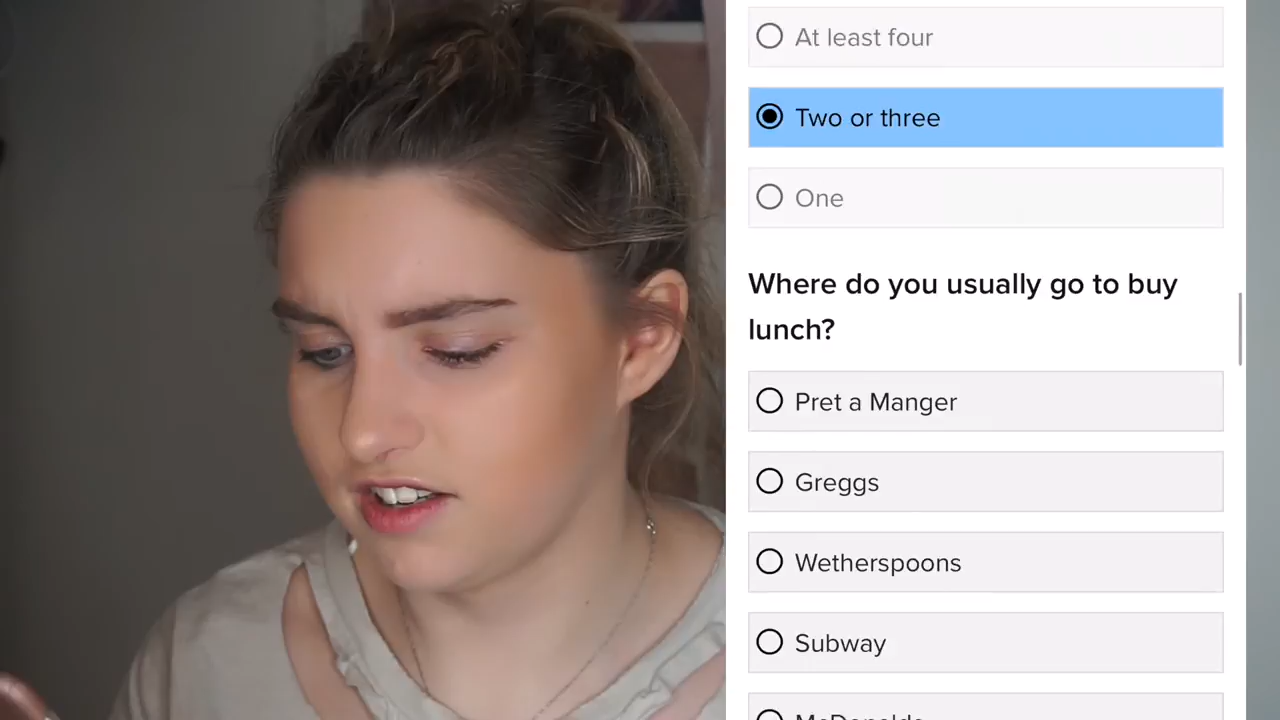 At least four
Two or three
One
Where do you usually go to buy
lunch?
Pret a Manger
Greggs
Wetherspoons
Subway
McDonalds